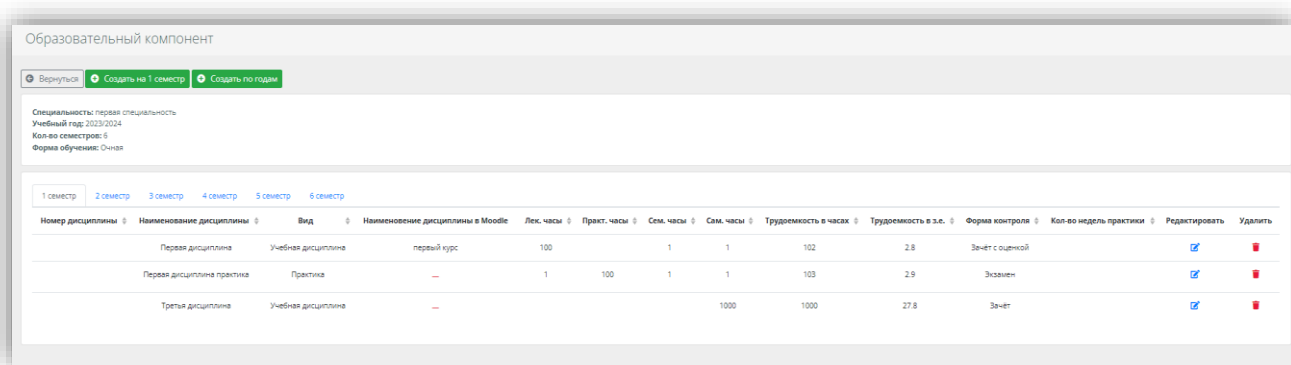 Образовательный компонент
Вернуться Создать на 1 семестр Создать по годам
Специальность: первая специальность
Учебный год: 2023/2024
Кол-во семестров: 6
Форма обучения: Очная
1 семестр 2 семестр 3 семестр 4 семестр 5 семестр 6 семестр
Номер дисциплины Наименование дисциплины Вид Наименовение дисциплины в Moodle Лек. часы Практ. часы Сем. часы Сам. часы Трудоемкость в часах Трудоемкость в з.е. Форма контроля Кол-во недель практики Редактировать Удалить
Первая дисциплина Учебная дисциплина первый курс 100 1 1 102 2.8 Зачёт с оценкой
Первая дисциплина практика Практика — 1 100 1 1 103 2.9 Экзамен
Третья дисциплина Учебная дисциплина — 1000 1000 27.8 Зачёт